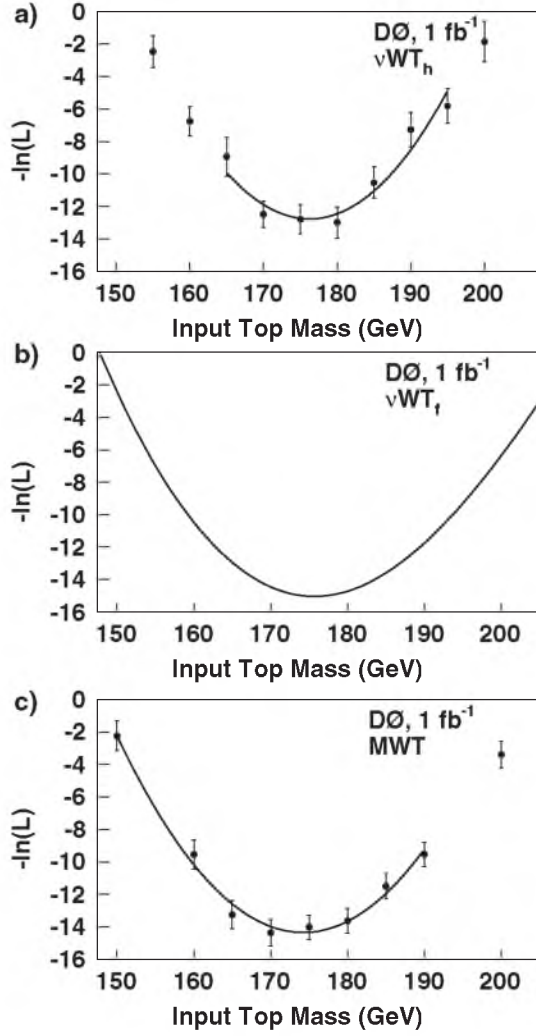 a)
0
-2
-4
-6
-8
-10
-12
-14
-16
-ln(L)
DØ, 1 fb⁻¹
νWTₕ
150 160 170 180 190 200
Input Top Mass (GeV)
b)
0
-2
-4
-6
-8
-10
-12
-14
-16
-ln(L)
DØ, 1 fb⁻¹
νWT_f
150 160 170 180 190 200
Input Top Mass (GeV)
c)
0
-2
-4
-6
-8
-10
-12
-14
-16
-ln(L)
DØ, 1 fb⁻¹
MWT
150 160 170 180 190 200
Input Top Mass (GeV)